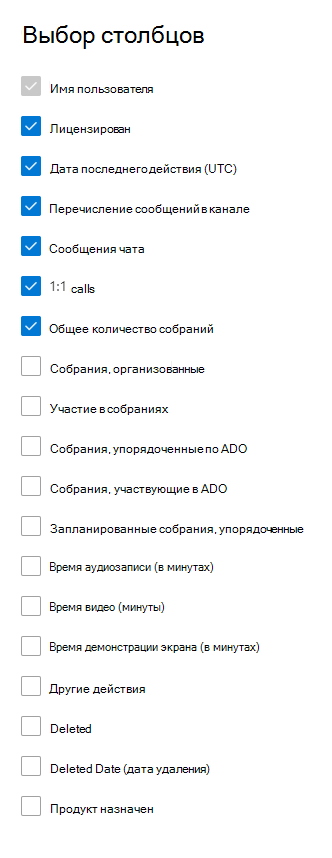 Выбор столбцов
Имя пользователя
Лицензирован
Дата последнего действия (UTC)
Перечисление сообщений в канале
Сообщения чата
1:1 calls
Общее количество собраний
Собрания, организованные
Участие в собраниях
Собрания, упорядоченные по ADO
Собрания, участвующие в ADO
Запланированные собрания, упорядоченные
Время аудиозаписи (в минутах)
Время видео (минуты)
Время демонстрации экрана (в минутах)
Другие действия
Deleted
Deleted Date (дата удаления)
Продукт назначен